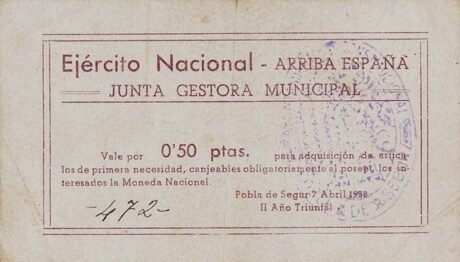 Ejército Nacional - ARRIBA ESPAÑA
JUNTA GESTORA MUNICIPAL
Vale por 0'50 ptas. para adquisición de artícu
los de primera necesidad, canjeables obligatoriamente al poseer, los in-
teresados la Moneda Nacional.
Pobla de Segur 7 Abril 1938
II Año Triunfal
-472-